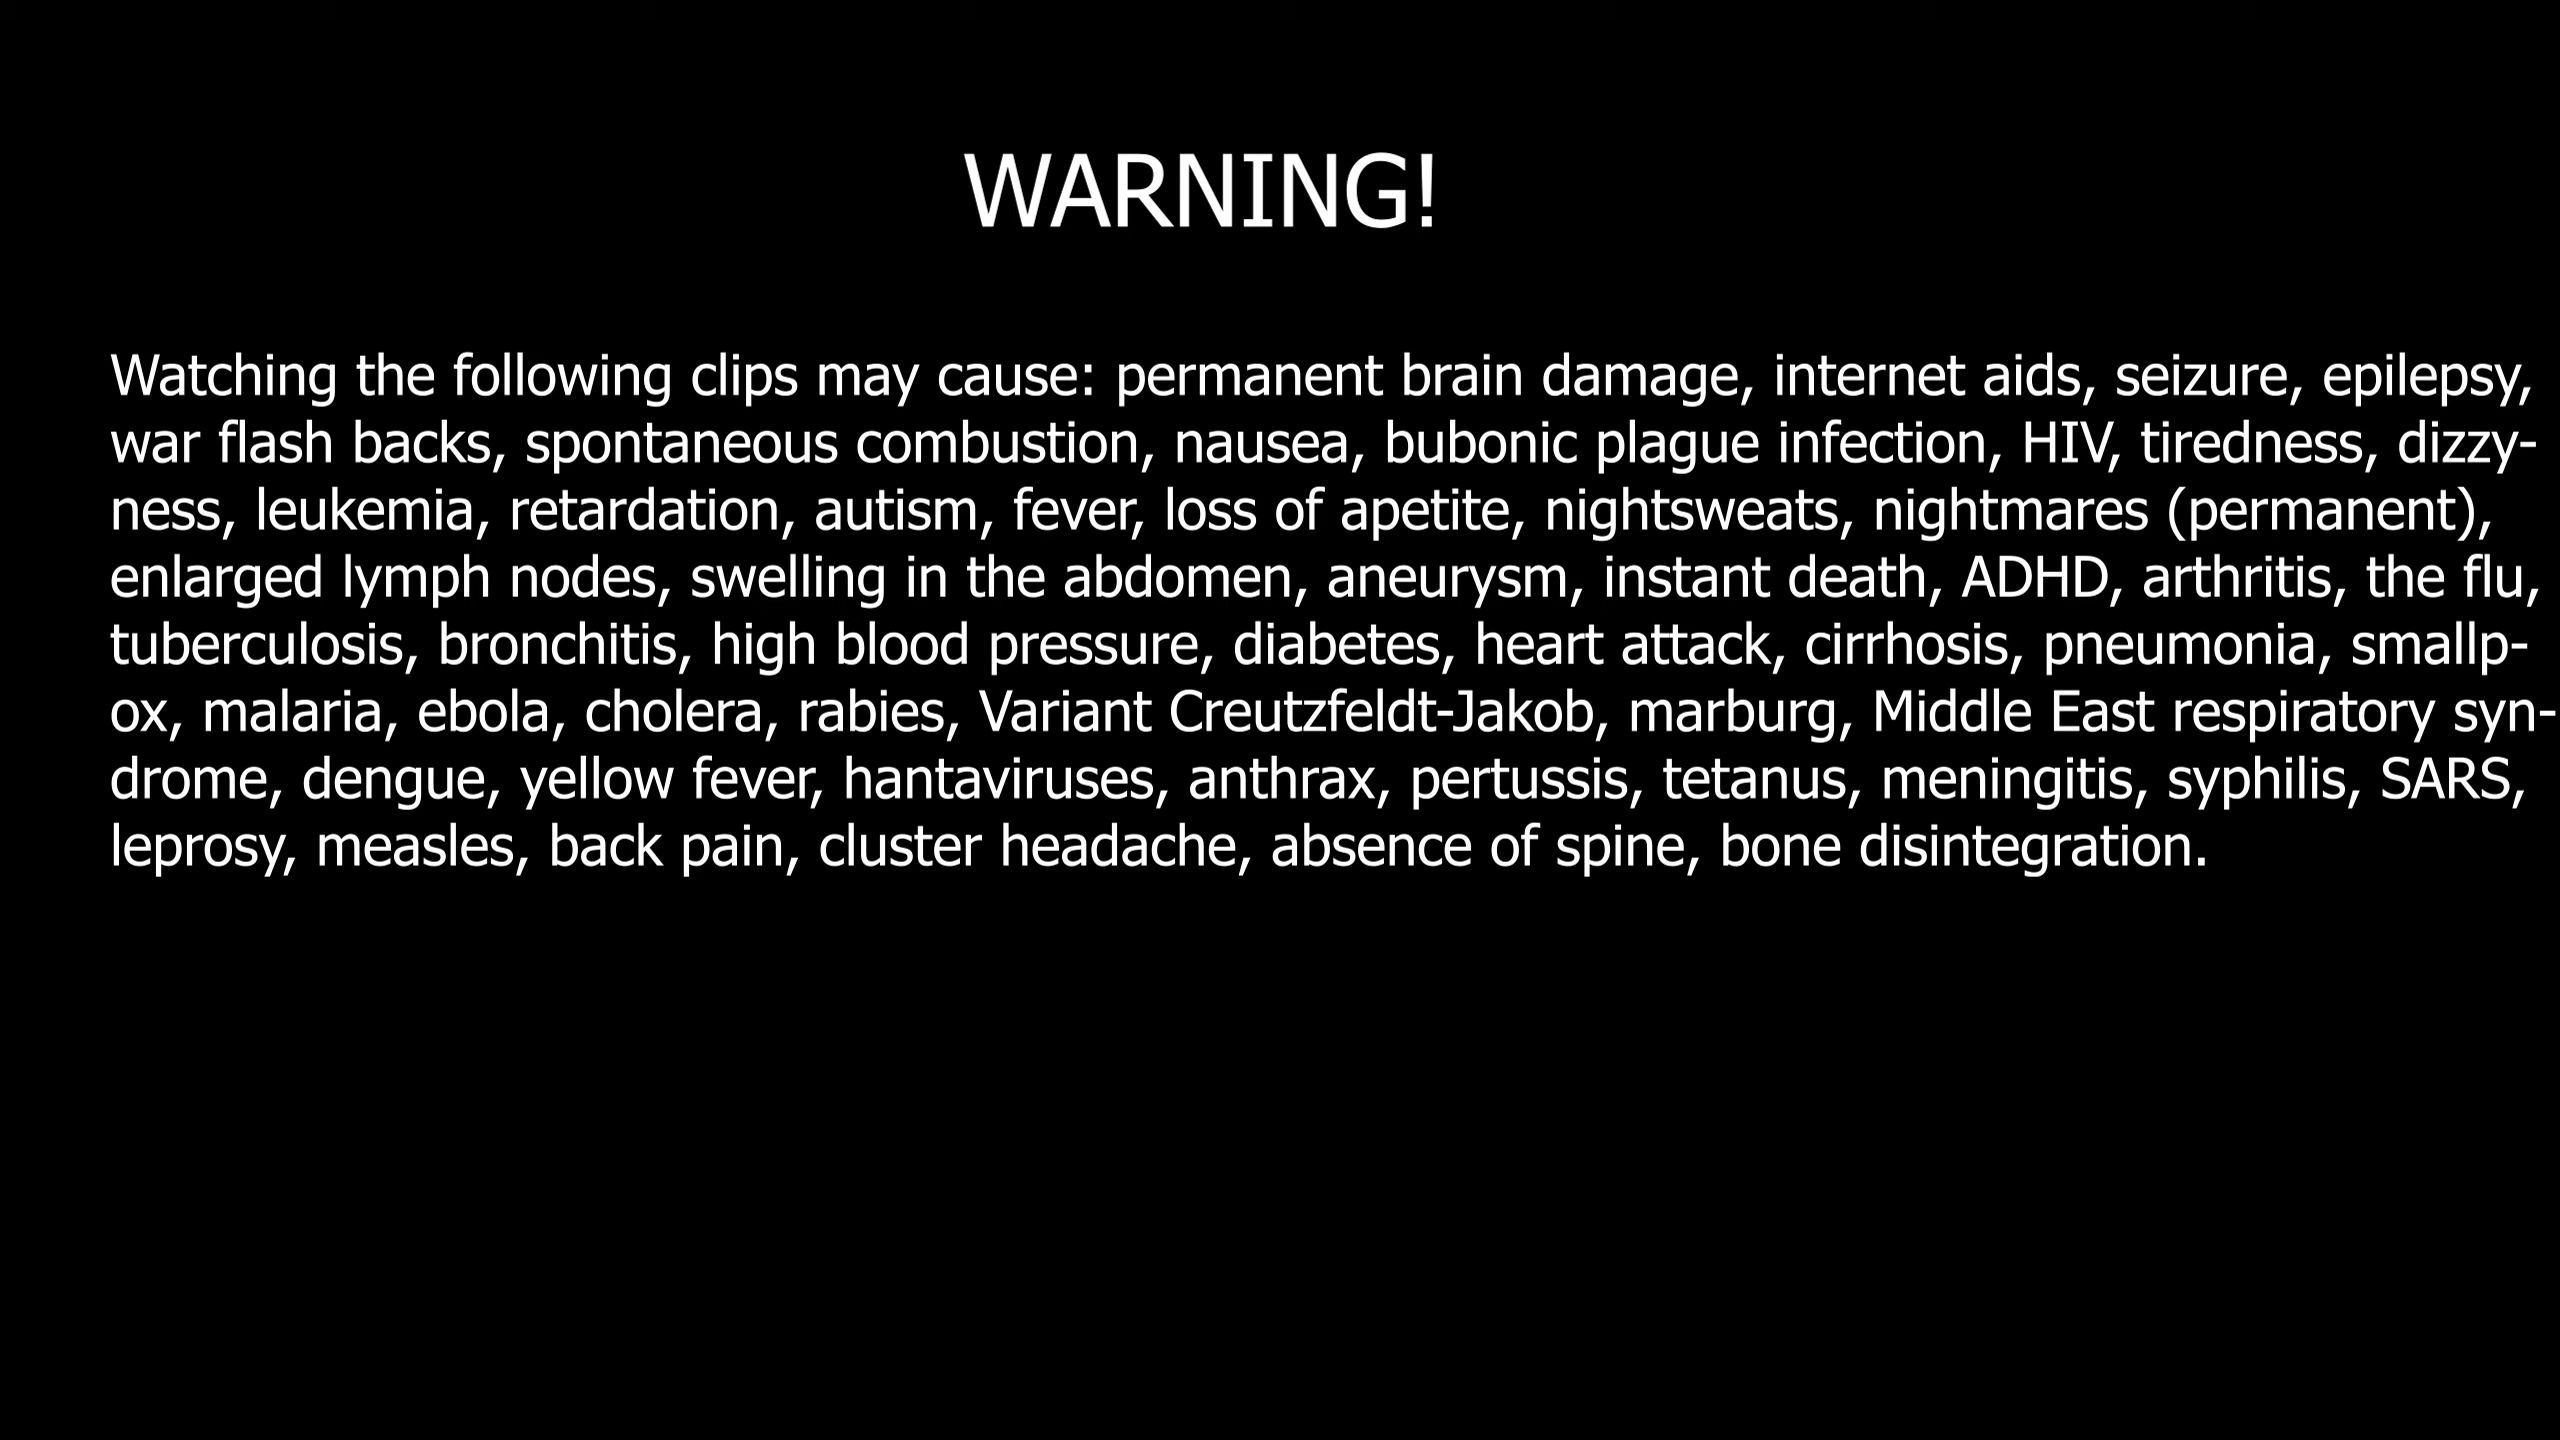 WARNING!
Watching the following clips may cause: permanent brain damage, internet aids, seizure, epilepsy,
war flash backs, spontaneous combustion, nausea, bubonic plague infection, HIV, tiredness, dizzy-
ness, leukemia, retardation, autism, fever, loss of apetite, nightsweats, nightmares (permanent),
enlarged lymph nodes, swelling in the abdomen, aneurysm, instant death, ADHD, arthritis, the flu,
tuberculosis, bronchitis, high blood pressure, diabetes, heart attack, cirrhosis, pneumonia, smallp-
ox, malaria, ebola, cholera, rabies, Variant Creutzfeldt-Jakob, marburg, Middle East respiratory syn-
drome, dengue, yellow fever, hantaviruses, anthrax, pertussis, tetanus, meningitis, syphilis, SARS,
leprosy, measles, back pain, cluster headache, absence of spine, bone disintegration.